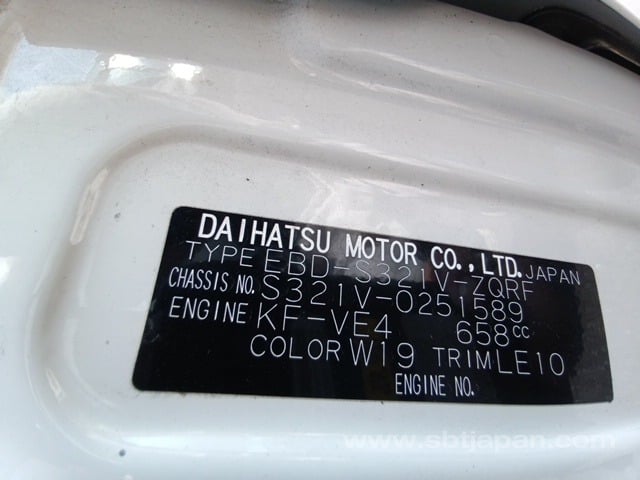 DAIHATSU MOTOR CO.,LTD. JAPAN
TYPE EBD-S321V-ZQRF
CHASSIS NO. S321V-0251589
ENGINE KF-VE4 658cc
COLOR W19 TRIM LE10
ENGINE NO.
www.sbtjapan.com